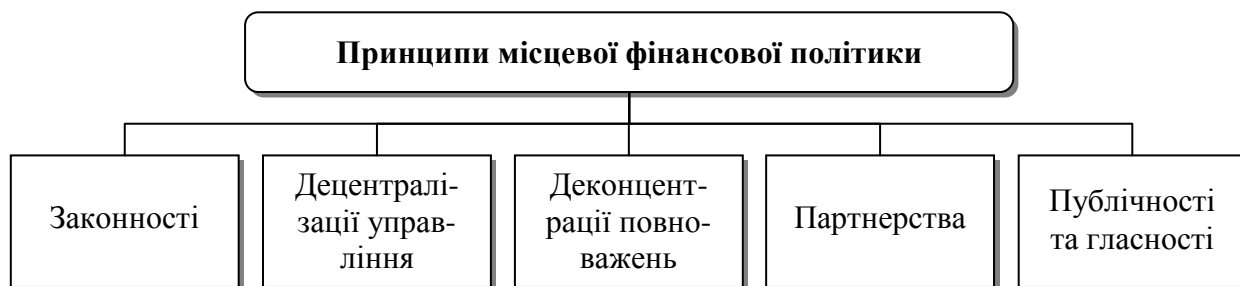 Принципи місцевої фінансової політики
Законності
Децентралі-
зації управ-
ління
Деконцент-
рації повно-
важень
Партнерства
Публічності
та гласності